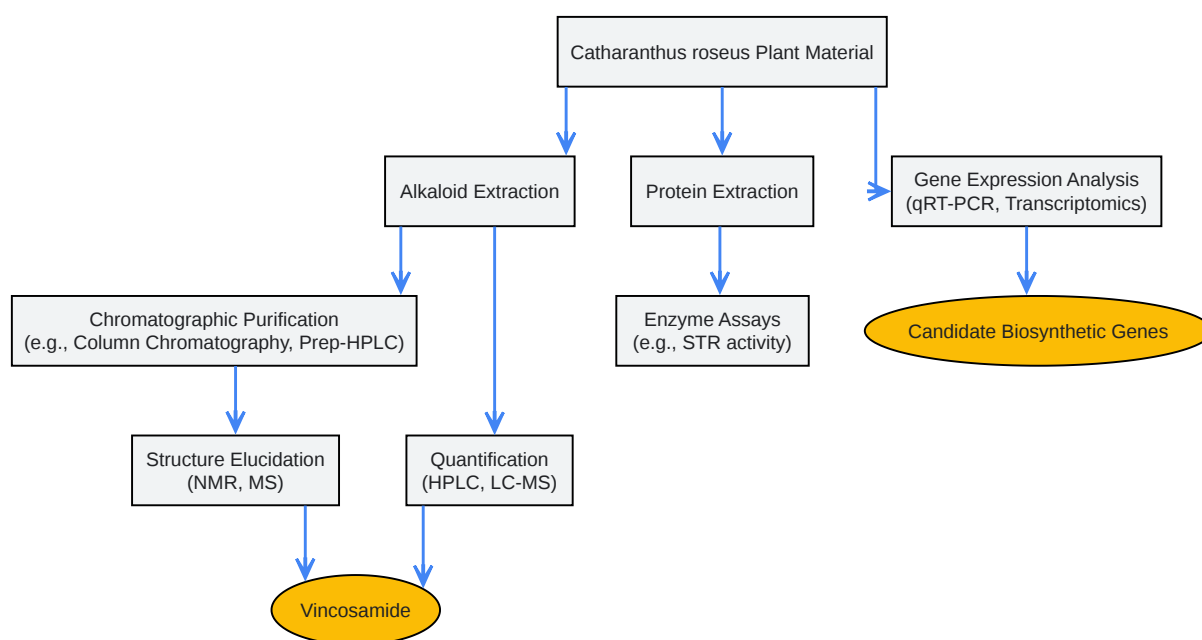 Catharanthus roseus Plant Material
Alkaloid Extraction
Protein Extraction
Gene Expression Analysis
(qRT-PCR, Transcriptomics)
Chromatographic Purification
(e.g., Column Chromatography, Prep-HPLC)
Enzyme Assays
(e.g., STR activity)
Candidate Biosynthetic Genes
Structure Elucidation
(NMR, MS)
Quantification
(HPLC, LC-MS)
Vincosamide